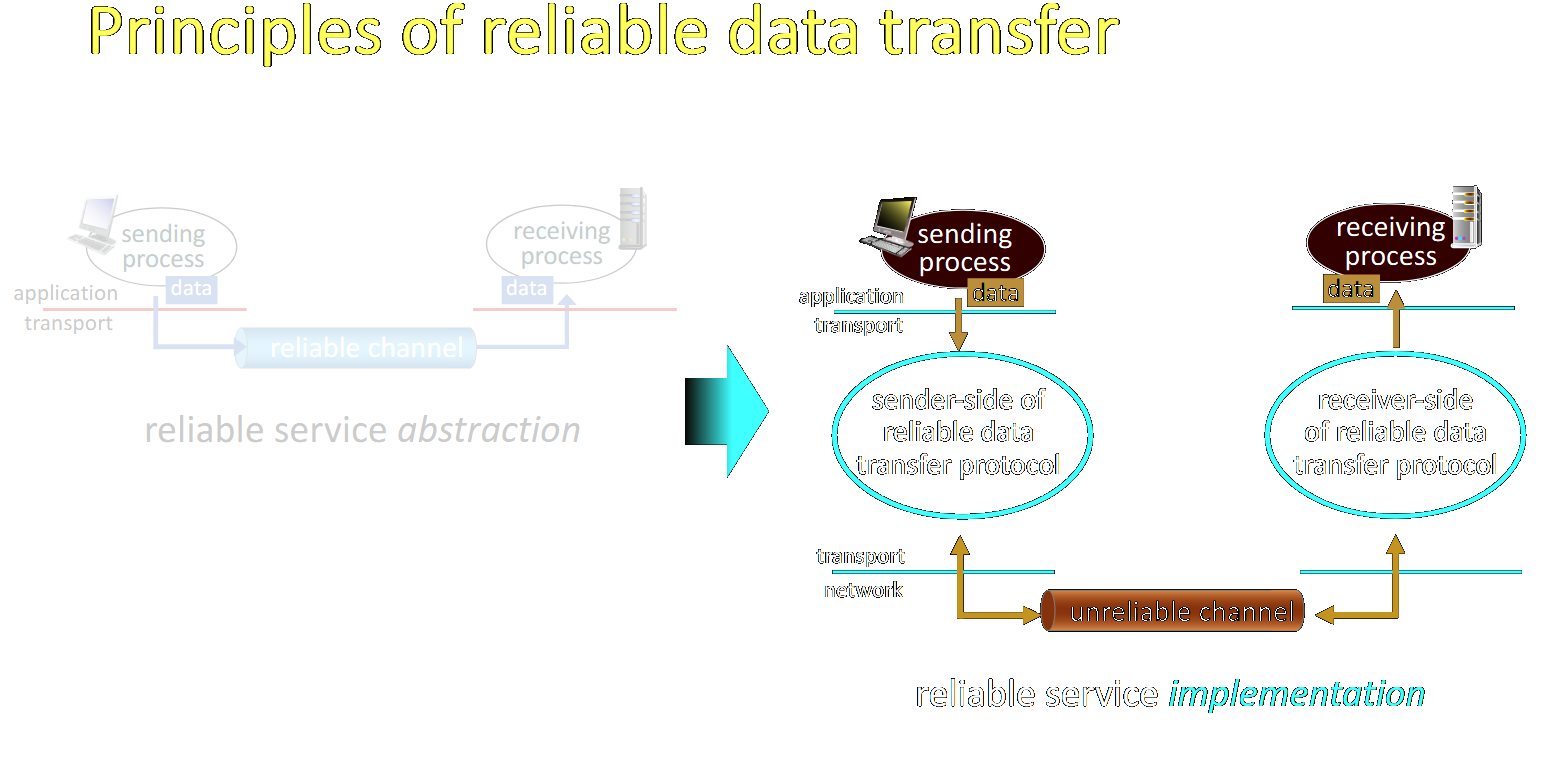 Principles of reliable data transfer
sending
process
data
application
transport
receiving
process
data
reliable channel
reliable service abstraction
sending
process
data
application
transport
receiving
process
data
sender-side of
reliable data
transfer protocol
receiver-side
of reliable data
transfer protocol
transport
network
unreliable channel
reliable service implementation